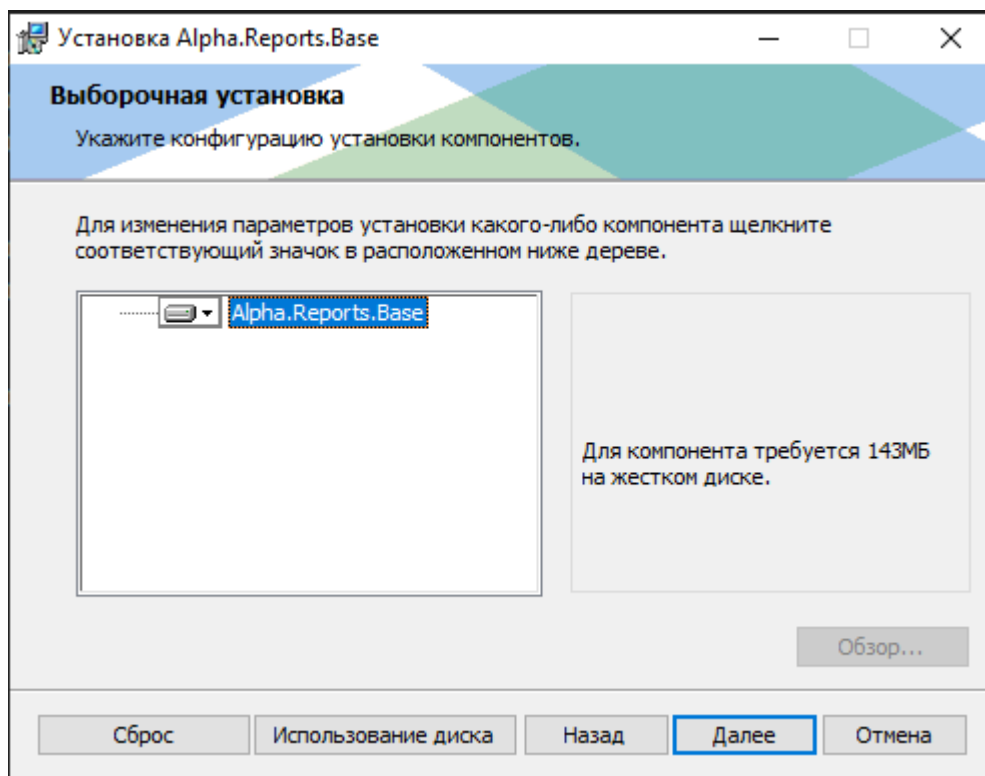 Установка Alpha.Reports.Base
Выборочная установка
Укажите конфигурацию установки компонентов.
Для изменения параметров установки какого-либо компонента щелкните
соответствующий значок в расположенном ниже дереве.
Alpha.Reports.Base
Для компонента требуется 143МБ
на жестком диске.
Обзор...
Сброс
Использование диска
Назад
Далее
Отмена